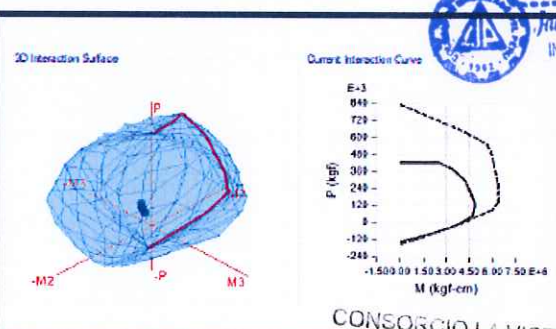 3D Interaction Surface
Current Interaction Curve
P
-P
-M2
M3
E+3
840
720
600
480
360
240
120
0
-120
-240
P (kgf)
-1.50 0.00 1.50 3.00 4.50 6.00 7.50 E+6
M (kgf-cm)
1962
CONSORCIO LA